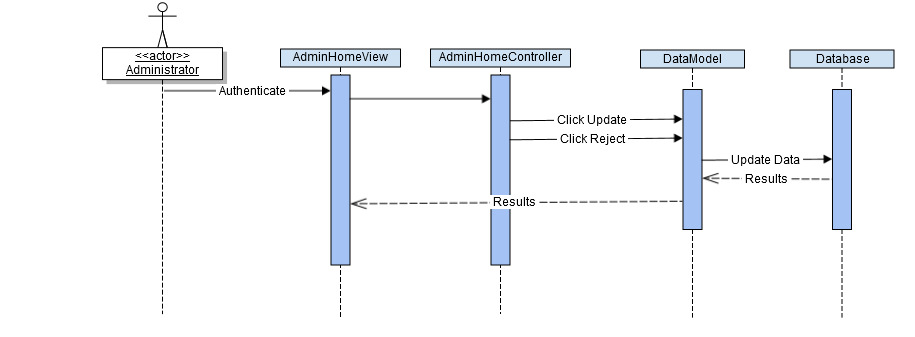 <<actor>>
Administrator
AdminHomeView
AdminHomeController
DataModel
Database
Authenticate
Click Update
Click Reject
Update Data
Results
Results